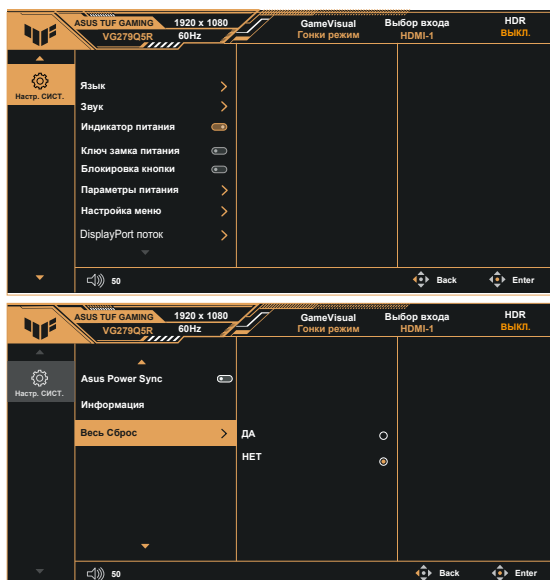 ASUS TUF GAMING 1920 x 1080 GameVisual Выбор входа HDR
VG279Q5R 60Hz Гонки режим HDMI-1 ВЫКЛ.
Настр. СИСТ.
Язык
Звук
Индикатор питания
Ключ замка питания
Блокировка кнопки
Параметры питания
Настройка меню
DisplayPort поток
50 Back Enter
ASUS TUF GAMING 1920 x 1080 GameVisual Выбор входа HDR
VG279Q5R 60Hz Гонки режим HDMI-1 ВЫКЛ.
Настр. СИСТ.
Asus Power Sync
Информация
Весь Сброс ДА
НЕТ
50 Back Enter